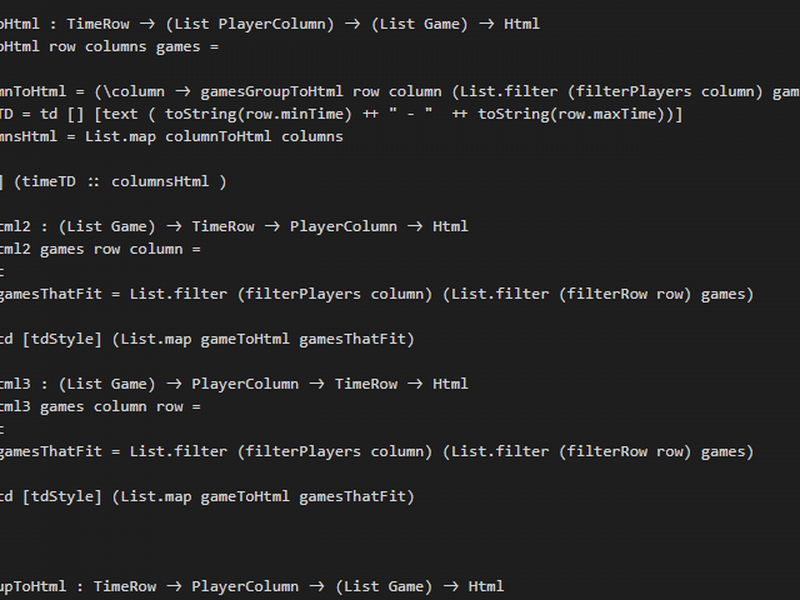 oHtml : TimeRow → (List PlayerColumn) → (List Game) → Html
oHtml row columns games =
mnToHtml = (\column → gamesGroupToHtml row column (List.filter (filterPlayers column) gam
TD = td [] [text ( toString(row.minTime) ++ " - "  ++ toString(row.maxTime))]
mnsHtml = List.map columnToHtml columns
] (timeTD :: columnsHtml )
tml2 : (List Game) → TimeRow → PlayerColumn → Html
tml2 games row column =
t
gamesThatFit = List.filter (filterPlayers column) (List.filter (filterRow row) games)
td [tdStyle] (List.map gameToHtml gamesThatFit)
tml3 : (List Game) → PlayerColumn → TimeRow → Html
tml3 games column row =
t
gamesThatFit = List.filter (filterPlayers column) (List.filter (filterRow row) games)
td [tdStyle] (List.map gameToHtml gamesThatFit)
upToHtml : TimeRow → PlayerColumn → (List Game) → Html